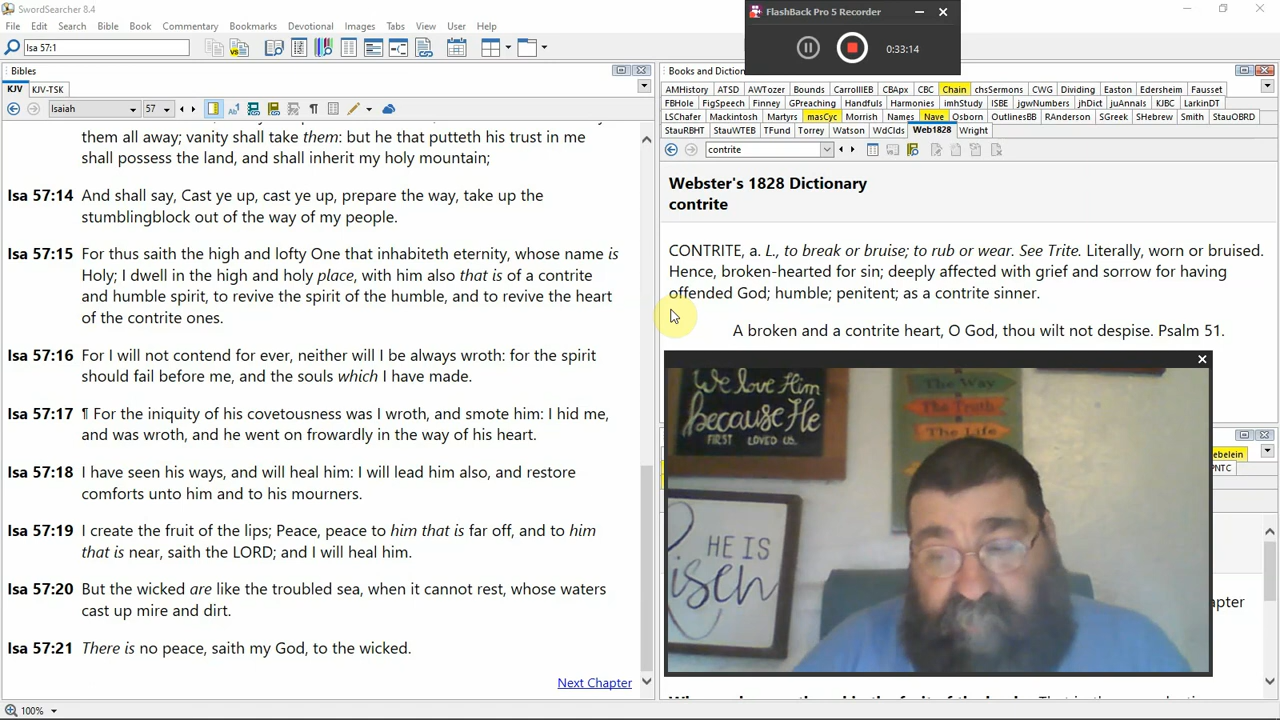 SwordSearcher 8.4
FlashBack Pro 5 Recorder
File Edit Search Bible Book Commentary Bookmarks Devotional Images Tabs View User Help
Isa 57:1
VS
0:33:14
Bibles
KJV KJV-TSK
Isaiah 57
them all away; vanity shall take them: but he that putteth his trust in me
shall possess the land, and shall inherit my holy mountain;
Isa 57:14 And shall say, Cast ye up, cast ye up, prepare the way, take up the
stumblingblock out of the way of my people.
Isa 57:15 For thus saith the high and lofty One that inhabiteth eternity, whose name is
Holy; I dwell in the high and holy place, with him also that is of a contrite
and humble spirit, to revive the spirit of the humble, and to revive the heart
of the contrite ones.
Isa 57:16 For I will not contend for ever, neither will I be always wroth: for the spirit
should fail before me, and the souls which I have made.
Isa 57:17 ¶ For the iniquity of his covetousness was I wroth, and smote him: I hid me,
and was wroth, and he went on frowardly in the way of his heart.
Isa 57:18 I have seen his ways, and will heal him: I will lead him also, and restore
comforts unto him and to his mourners.
Isa 57:19 I create the fruit of the lips; Peace, peace to him that is far off, and to him
that is near, saith the LORD; and I will heal him.
Isa 57:20 But the wicked are like the troubled sea, when it cannot rest, whose waters
cast up mire and dirt.
Isa 57:21 There is no peace, saith my God, to the wicked.
Next Chapter
100%
Books and Diction
AMHistory ATSD AWTozer Bounds CarrollIEB CBApx CBC Chain chsSermons CWG Dividing Easton Edersheim Fausset
FBHole FigSpeech Finney GPreaching Handfuls Harmonies imhStudy ISBE jgwNumbers jhDict juAnnals KJBC LarkinDT
LSChafer Mackintosh Martyrs masCyc Morrish Names Nave Osborn OutlinesBB RAnderson SGreek SHebrew Smith StauOBRD
StauRBHT StauWTEB TFund Torrey Watson WdClds Web1828 Wright
contrite
Webster's 1828 Dictionary
contrite
CONTRITE, a. L., to break or bruise; to rub or wear. See Trite. Literally, worn or bruised.
Hence, broken-hearted for sin; deeply affected with grief and sorrow for having
offended God; humble; penitent; as a contrite sinner.
A broken and a contrite heart, O God, thou wilt not despise. Psalm 51.
We love Him
because He
FIRST LOVED US.
The Way
The Truth
The Life
HE IS
Risen
ebelein
PNTC
apter